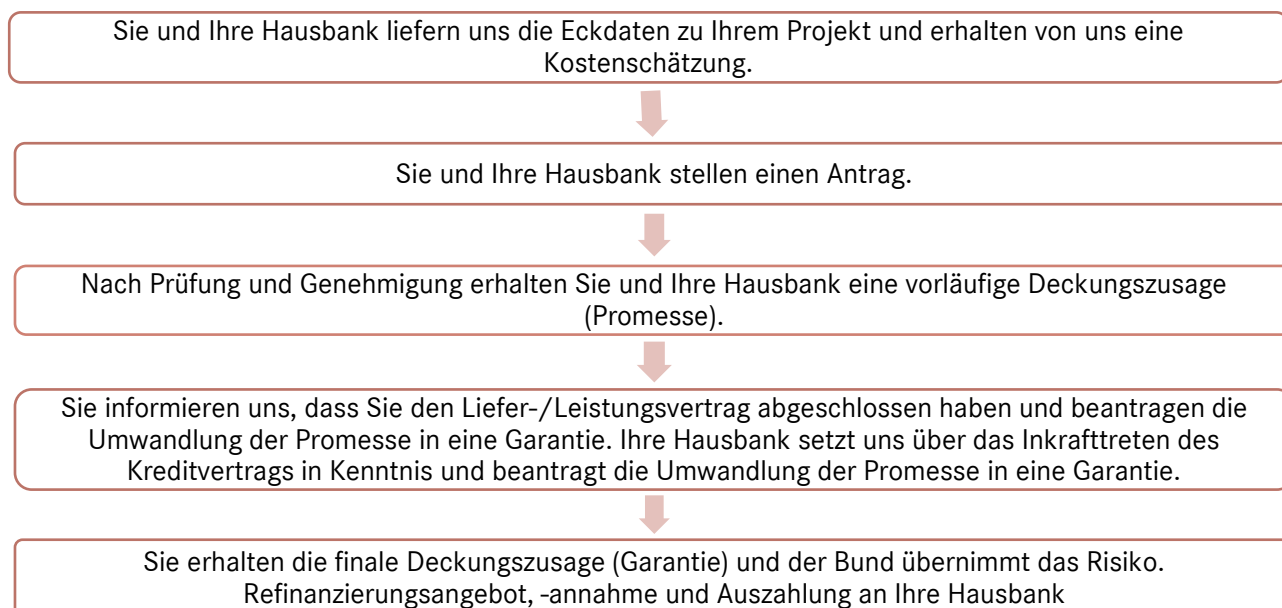 Sie und Ihre Hausbank liefern uns die Eckdaten zu Ihrem Projekt und erhalten von uns eine
Kostenschätzung.
Sie und Ihre Hausbank stellen einen Antrag.
Nach Prüfung und Genehmigung erhalten Sie und Ihre Hausbank eine vorläufige Deckungszusage
(Promesse).
Sie informieren uns, dass Sie den Liefer-/Leistungsvertrag abgeschlossen haben und beantragen die
Umwandlung der Promesse in eine Garantie. Ihre Hausbank setzt uns über das Inkrafttreten des
Kreditvertrags in Kenntnis und beantragt die Umwandlung der Promesse in eine Garantie.
Sie erhalten die finale Deckungszusage (Garantie) und der Bund übernimmt das Risiko.
Refinanzierungsangebot, -annahme und Auszahlung an Ihre Hausbank